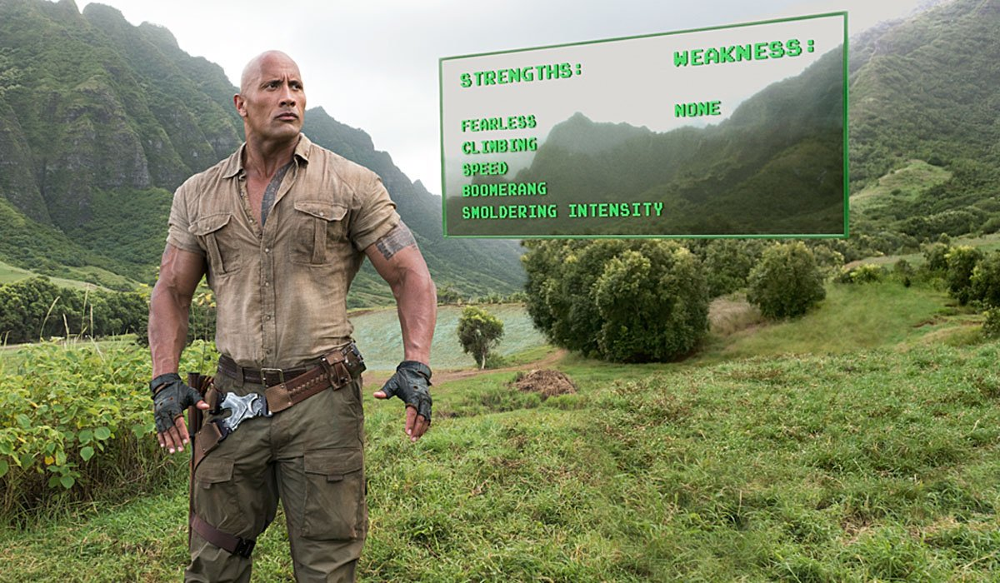 STRENGTHS:
FEARLESS
CLIMBING
SPEED
BOOMERANG
SMOLDERING INTENSITY
WEAKNESS:
NONE